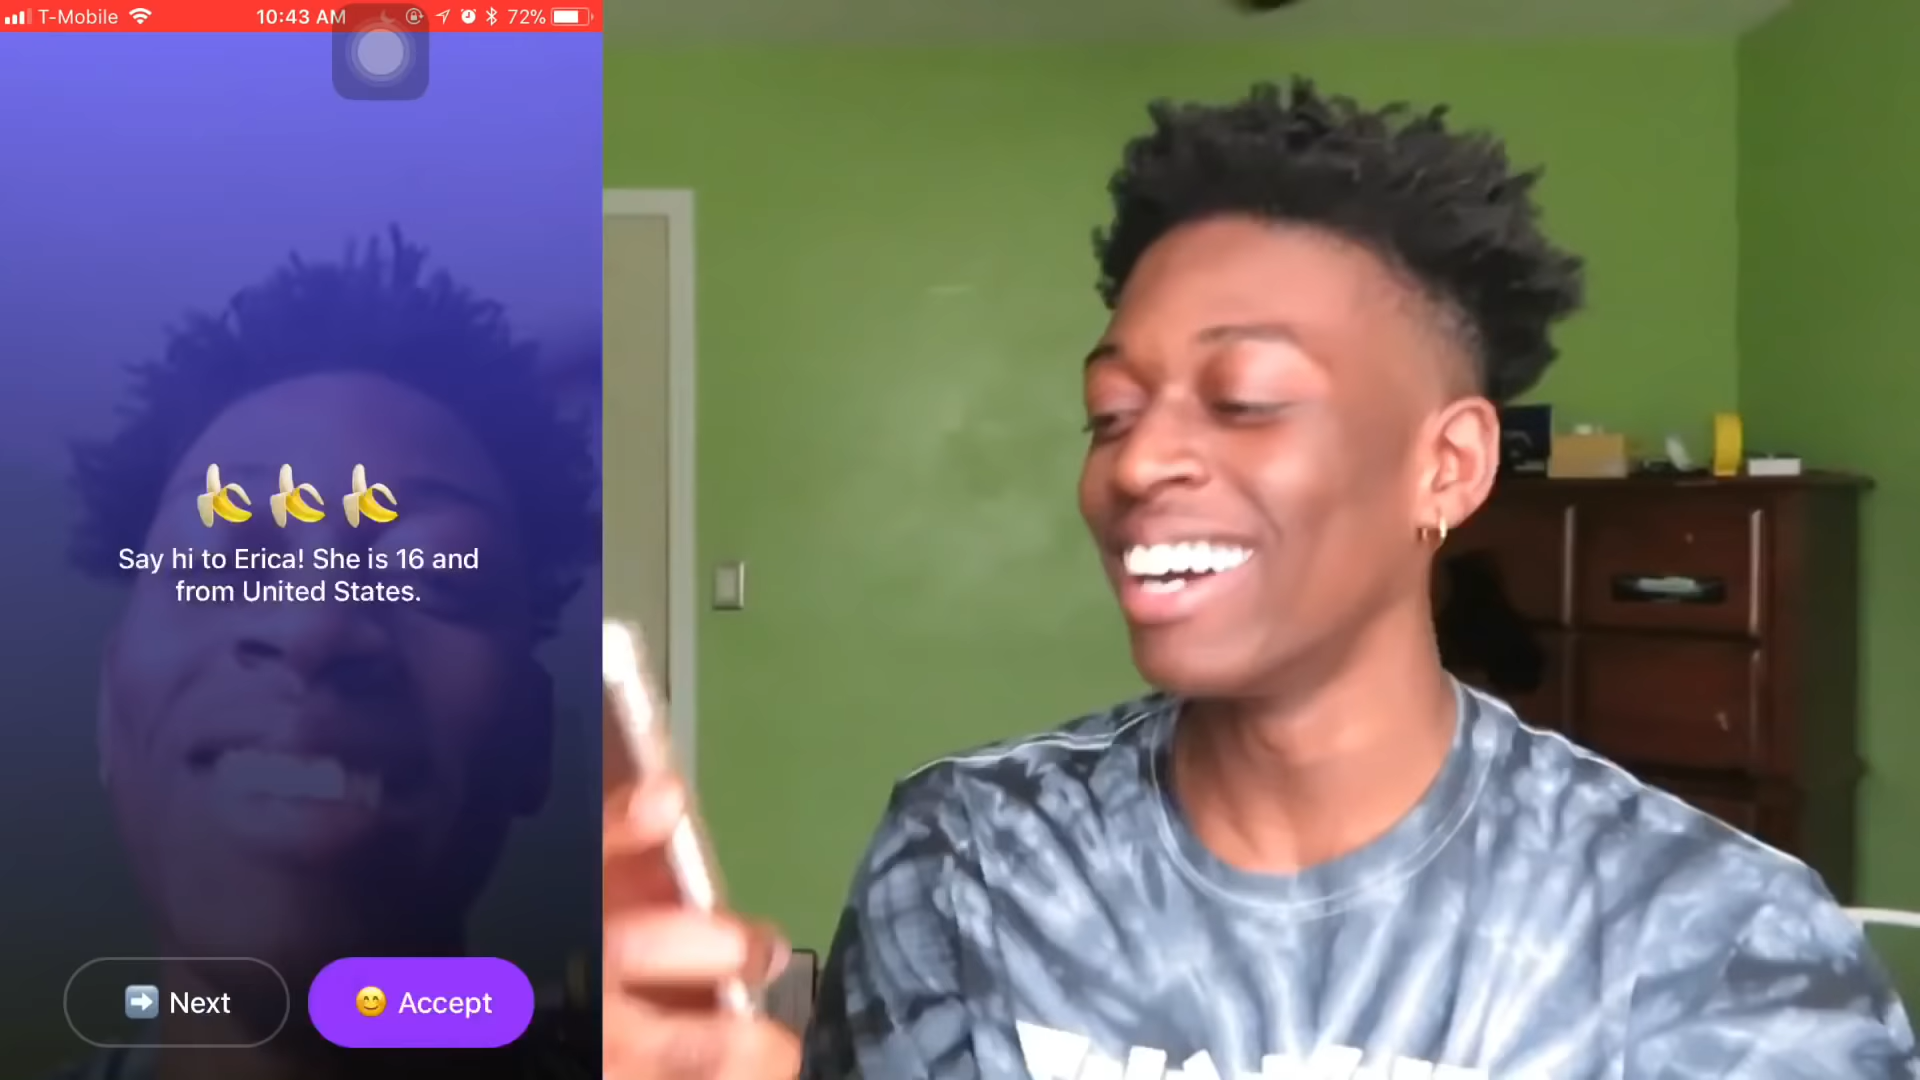 T-Mobile 10:43 AM 72%
Say hi to Erica! She is 16 and
from United States.
Next
Accept